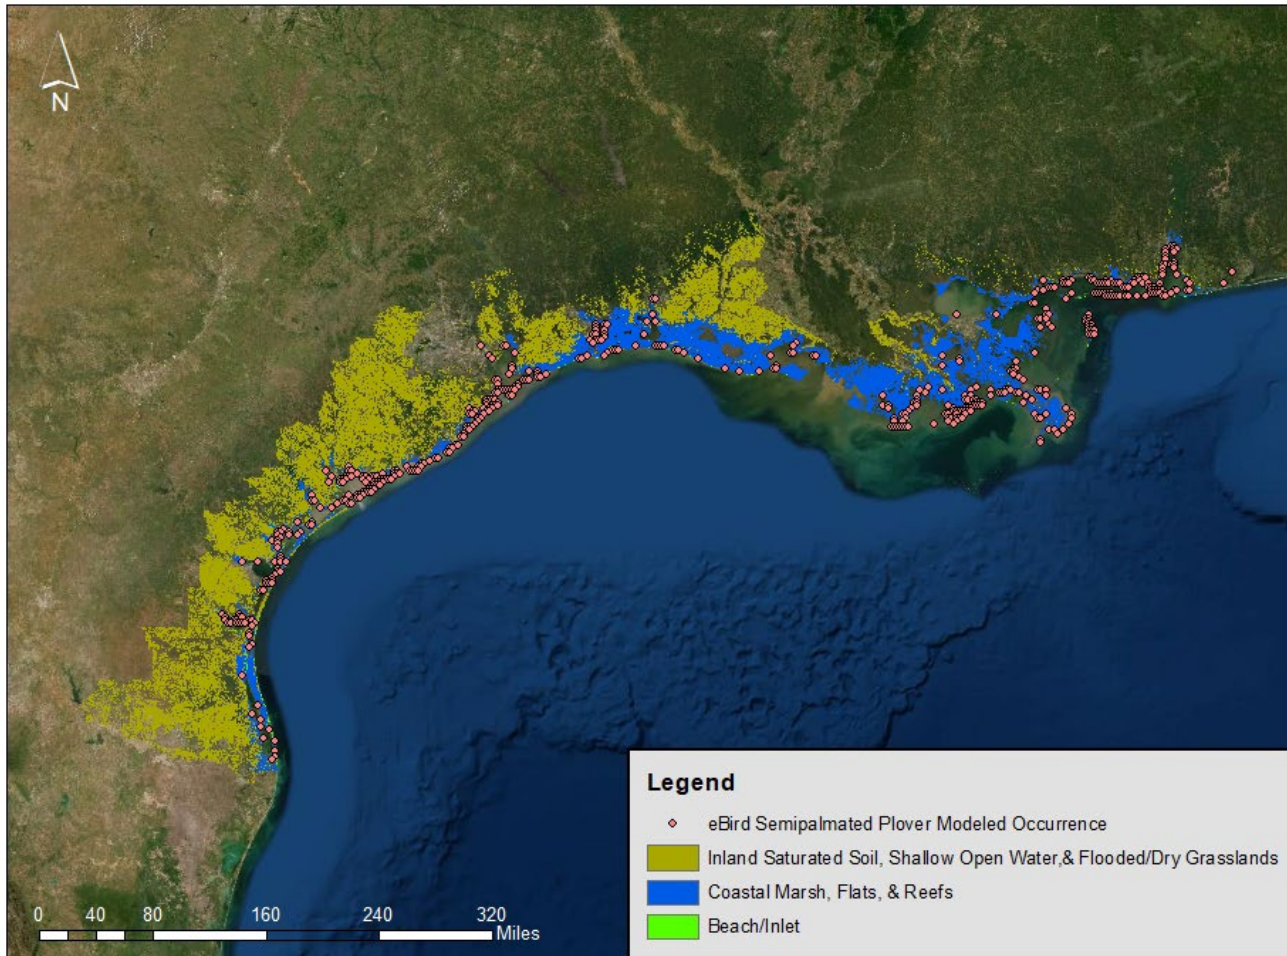 N
Legend
eBird Semipalmated Plover Modeled Occurrence
Inland Saturated Soil, Shallow Open Water,& Flooded/Dry Grasslands
Coastal Marsh, Flats, & Reefs
Beach/Inlet
0 40 80 160 240 320
Miles